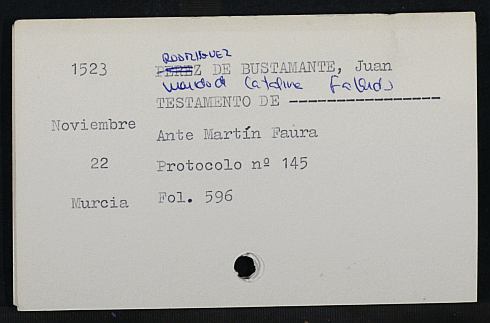 RODRIGUEZ
1523 PEREZ DE BUSTAMANTE, Juan
marido de Catalina Fajardo
TESTAMENTO DE ----------------
Noviembre Ante Martín Faura
22 Protocolo nº 145
Murcia Fol. 596